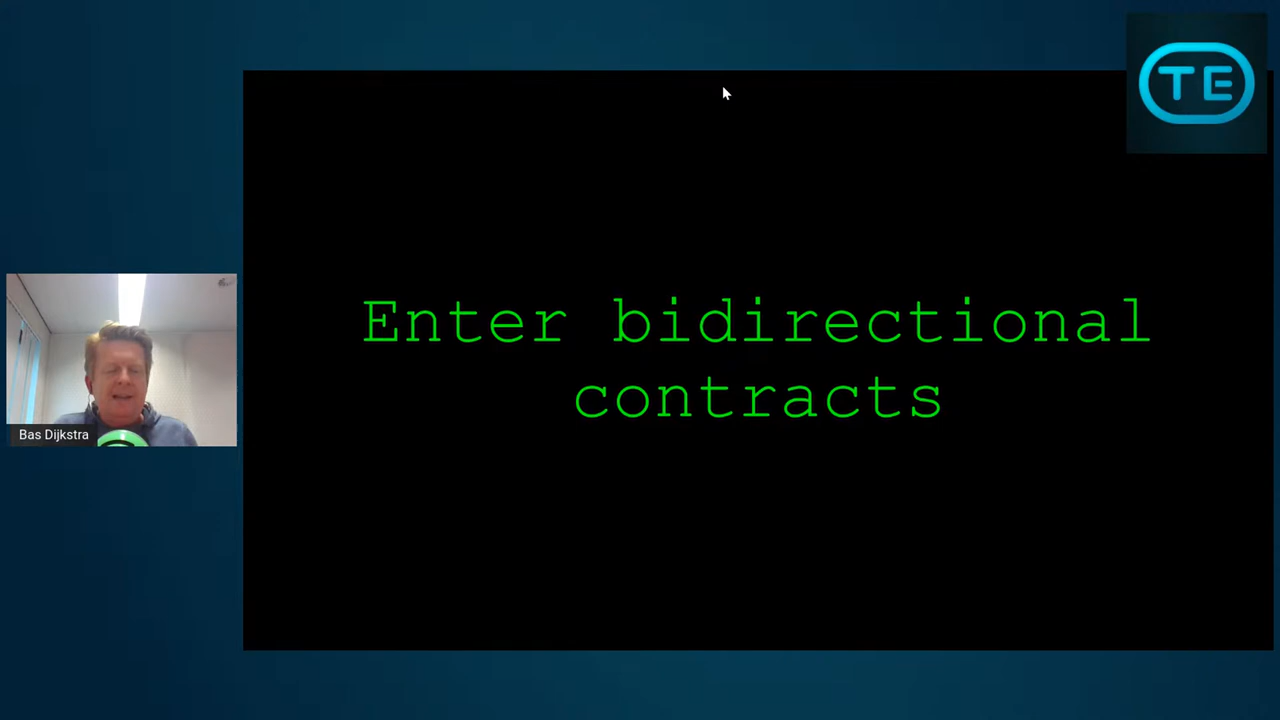 TE
Enter bidirectional
contracts
Bas Dijkstra